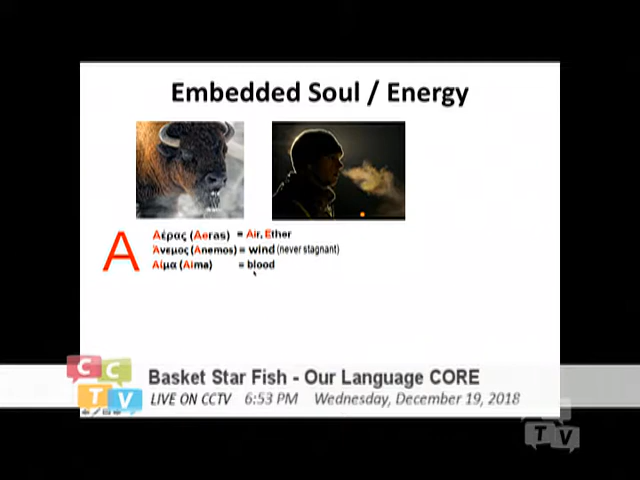 Embedded Soul / Energy
A
Αέρας (Aeras) = Air, Ether
Άνεμος (Anemos) = wind (never stagnant)
Αίμα (Aima) = blood
CCTV
Basket Star Fish - Our Language CORE
LIVE ON CCTV 6:53 PM Wednesday, December 19, 2018
TV